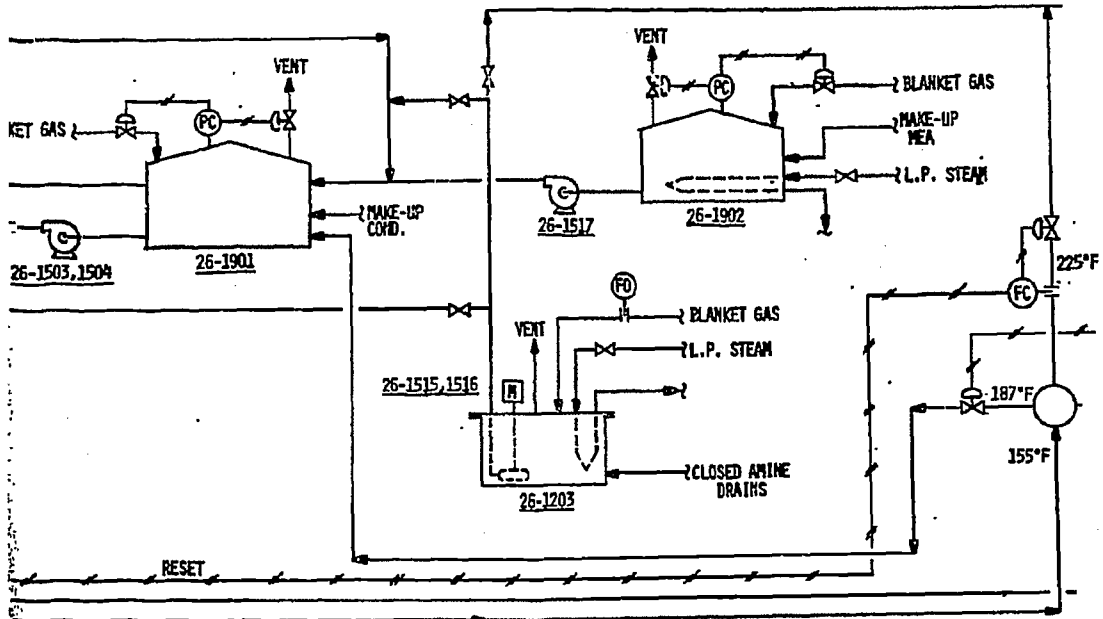 VENT
PC
KET GAS
MAKE-UP
COND.
26-1901
26-1503,1504
VENT
PC
BLANKET GAS
MAKE-UP
MEA
L.P. STEAM
26-1517
26-1902
FO
BLANKET GAS
VENT
L.P. STEAM
26-1515,1516
M
CLOSED AMINE
DRAINS
26-1203
225°F
FC
187°F
155°F
RESET